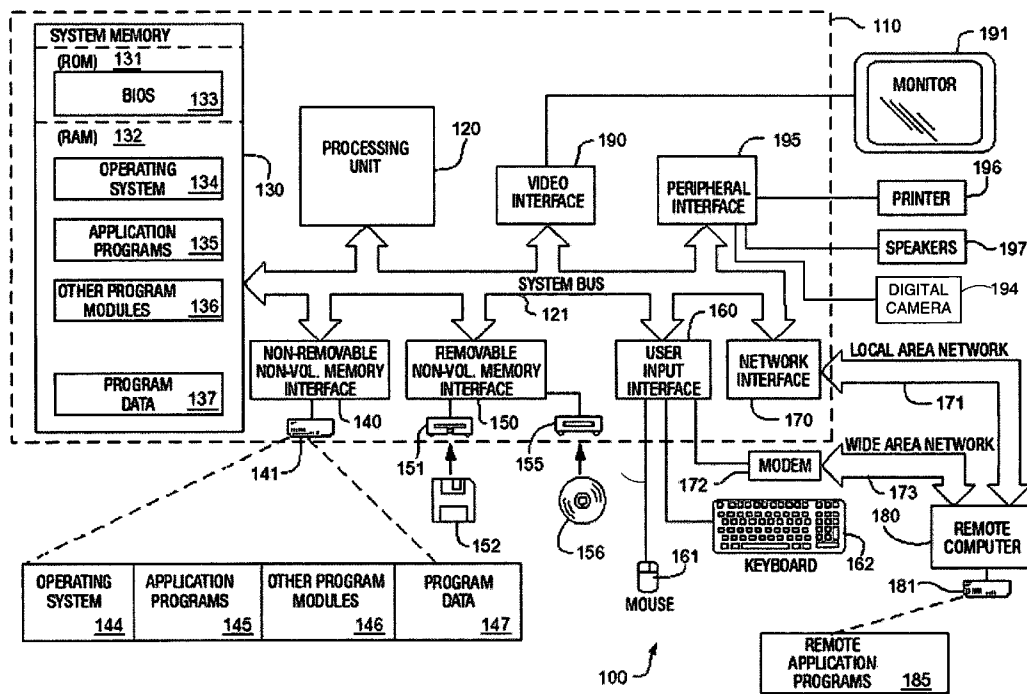 SYSTEM MEMORY
(ROM) 131
BIOS 133
(RAM) 132
OPERATING
SYSTEM 134
APPLICATION
PROGRAMS 135
OTHER PROGRAM
MODULES 136
PROGRAM
DATA 137
130
PROCESSING
UNIT
120
VIDEO
INTERFACE
190
PERIPHERAL
INTERFACE
195
110
191
MONITOR
PRINTER
196
SPEAKERS
197
DIGITAL
CAMERA
194
SYSTEM BUS
121
NON-REMOVABLE
NON-VOL. MEMORY
INTERFACE
140
REMOVABLE
NON-VOL. MEMORY
INTERFACE
150
USER
INPUT
INTERFACE
160
NETWORK
INTERFACE
170
LOCAL AREA NETWORK
171
WIDE AREA NETWORK
173
MODEM
172
141
151
152
155
156
MOUSE
161
KEYBOARD
162
180
REMOTE
COMPUTER
181
OPERATING
SYSTEM 144
APPLICATION
PROGRAMS 145
OTHER PROGRAM
MODULES 146
PROGRAM
DATA 147
100
REMOTE
APPLICATION
PROGRAMS 185